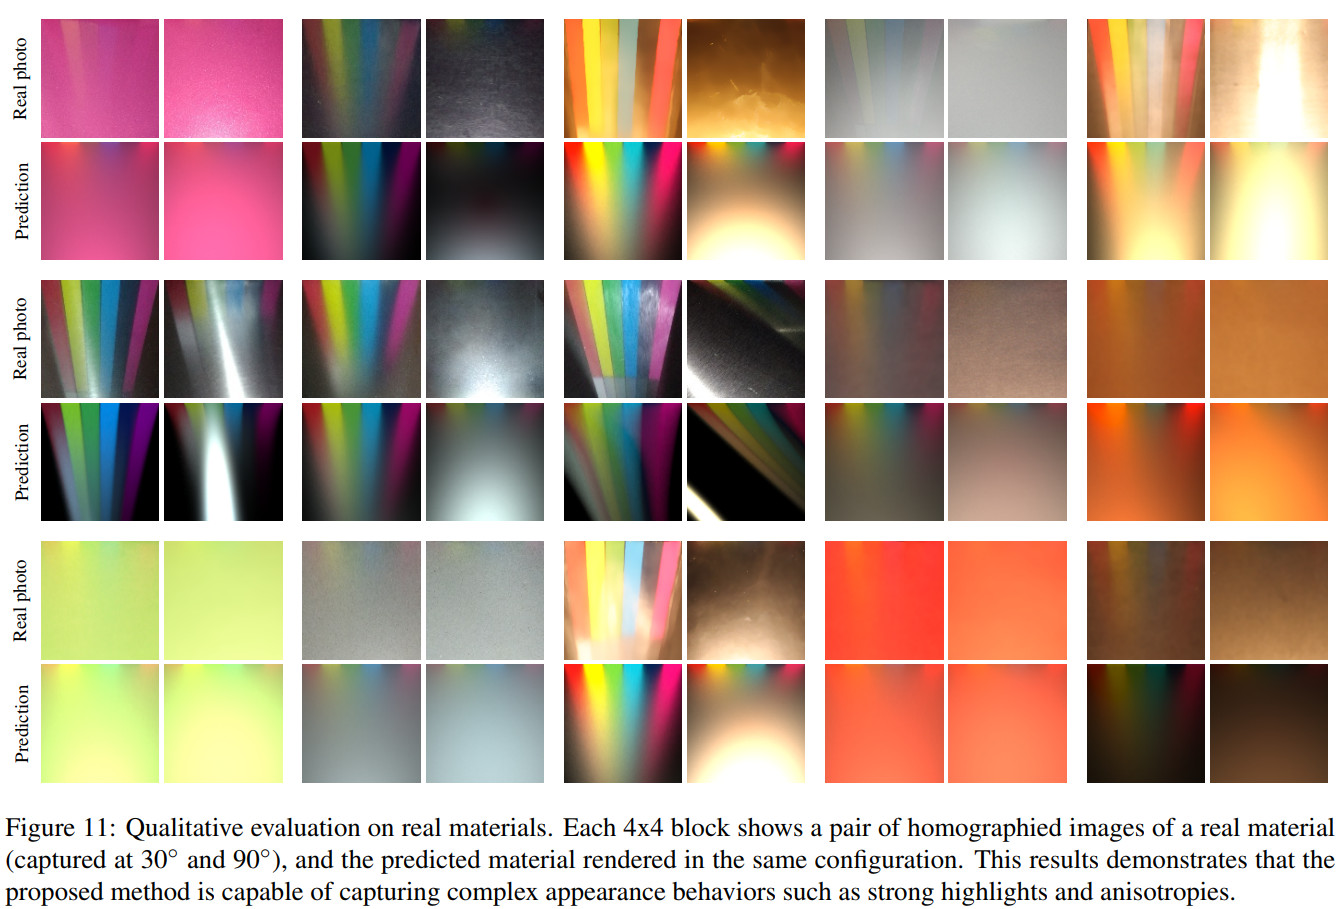 Real photo
Prediction
Real photo
Prediction
Real photo
Prediction
Figure 11: Qualitative evaluation on real materials. Each 4x4 block shows a pair of homographied images of a real material
(captured at 30° and 90°), and the predicted material rendered in the same configuration. This results demonstrates that the
proposed method is capable of capturing complex appearance behaviors such as strong highlights and anisotropies.